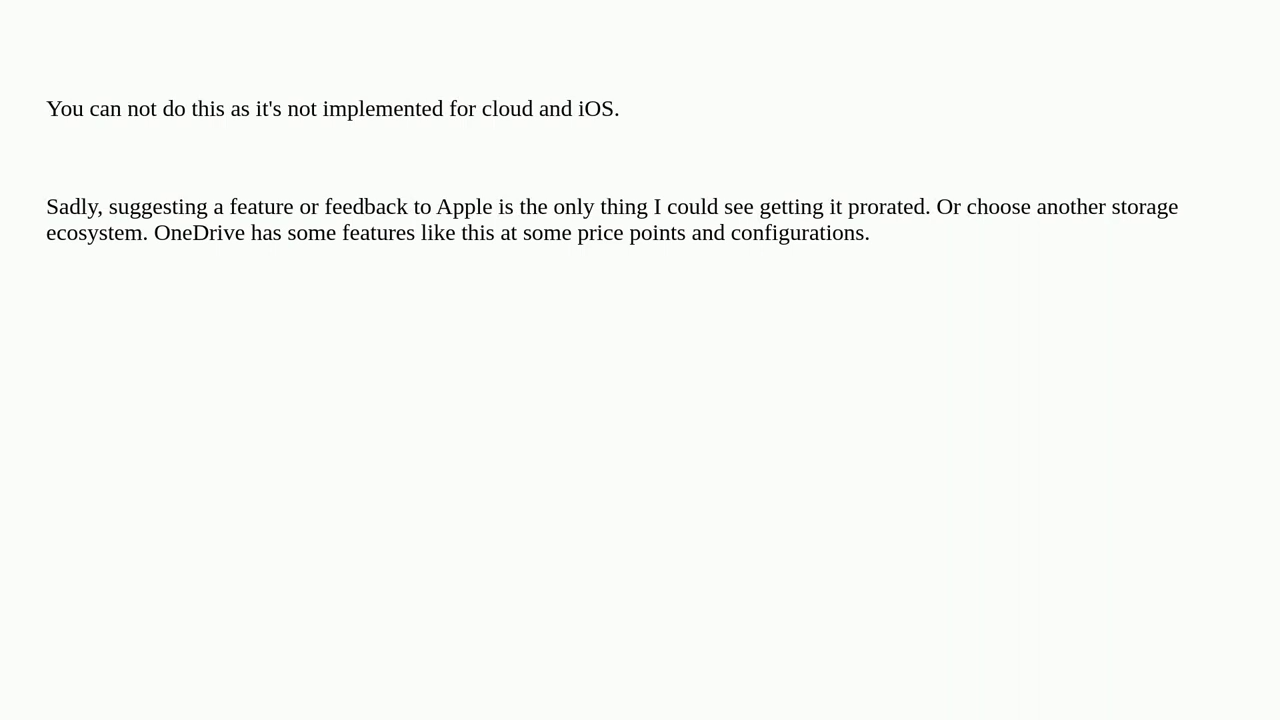 You can not do this as it's not implemented for cloud and iOS.
Sadly, suggesting a feature or feedback to Apple is the only thing I could see getting it prorated. Or choose another storage
ecosystem. OneDrive has some features like this at some price points and configurations.